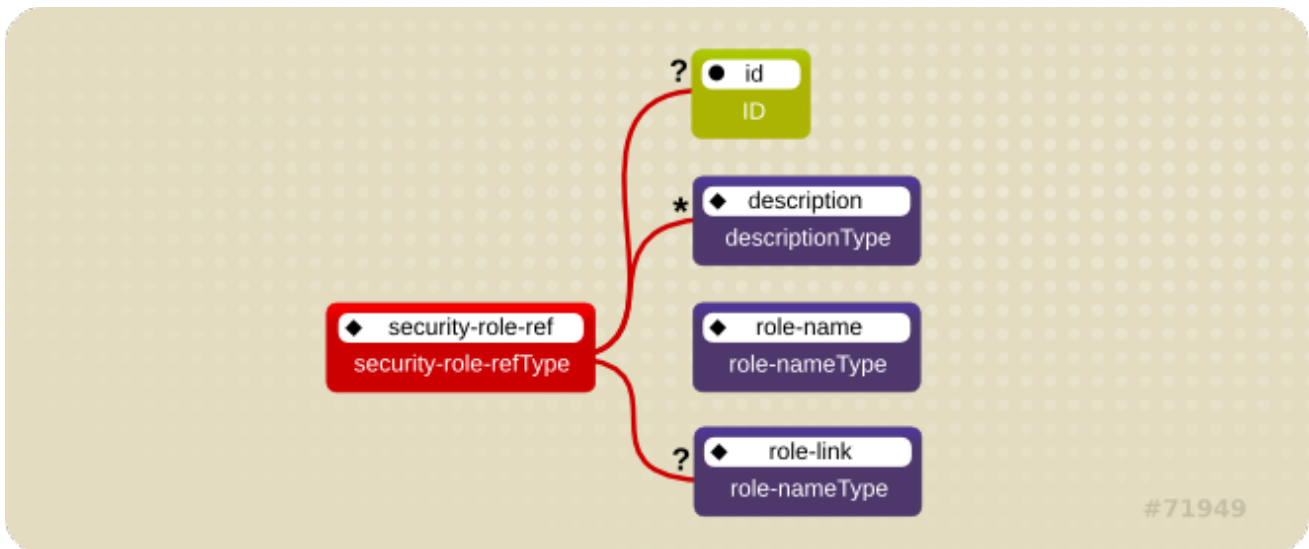 ?
id
ID
*
description
descriptionType
security-role-ref
security-role-refType
role-name
role-nameType
?
role-link
role-nameType
#71949